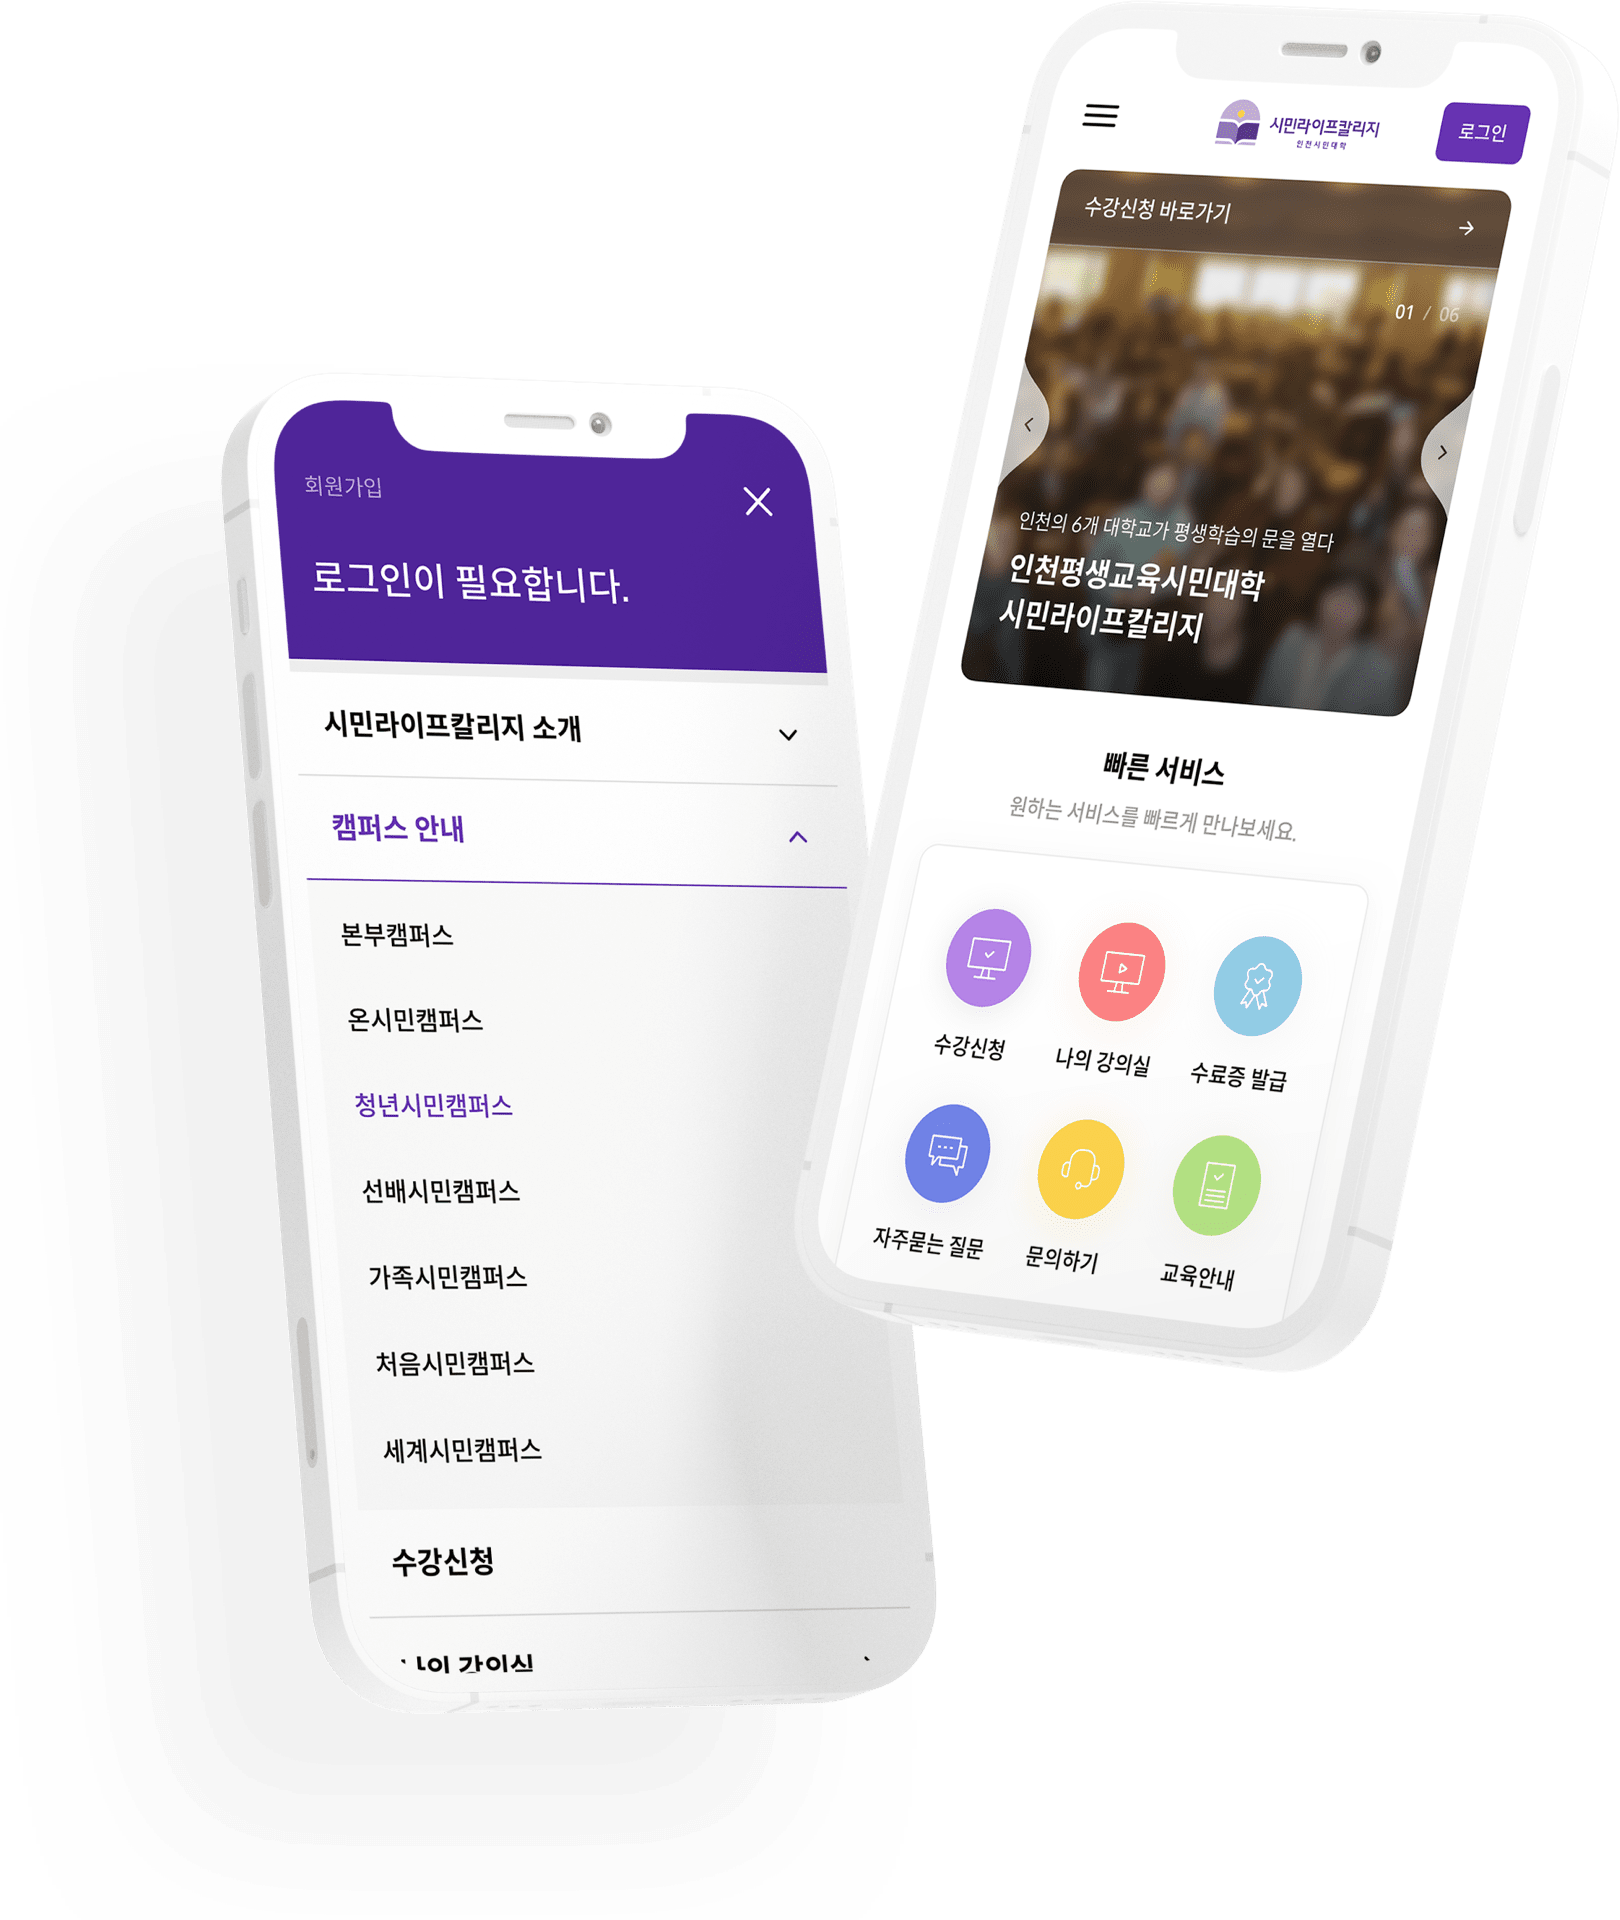 회원가입
로그인이 필요합니다.
시민라이프칼리지 소개
캠퍼스 안내
본부캠퍼스
온시민캠퍼스
청년시민캠퍼스
선배시민캠퍼스
가족시민캠퍼스
처음시민캠퍼스
세계시민캠퍼스
수강신청
시민라이프칼리지
인천시민대학
로그인
수강신청 바로가기
01 / 06
인천의 6개 대학교가 평생학습의 문을 열다
인천평생교육시민대학
시민라이프칼리지
빠른 서비스
원하는 서비스를 빠르게 만나보세요.
수강신청
나의 강의실
수료증 발급
자주묻는 질문
문의하기
교육안내